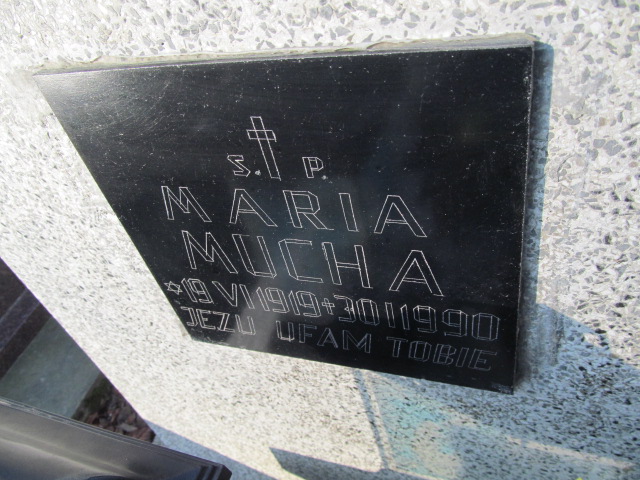 Ś. P.
MARIA
MUCHA
* 19 VI 1919 + 30 I 1990
JEZU UFAM TOBIE